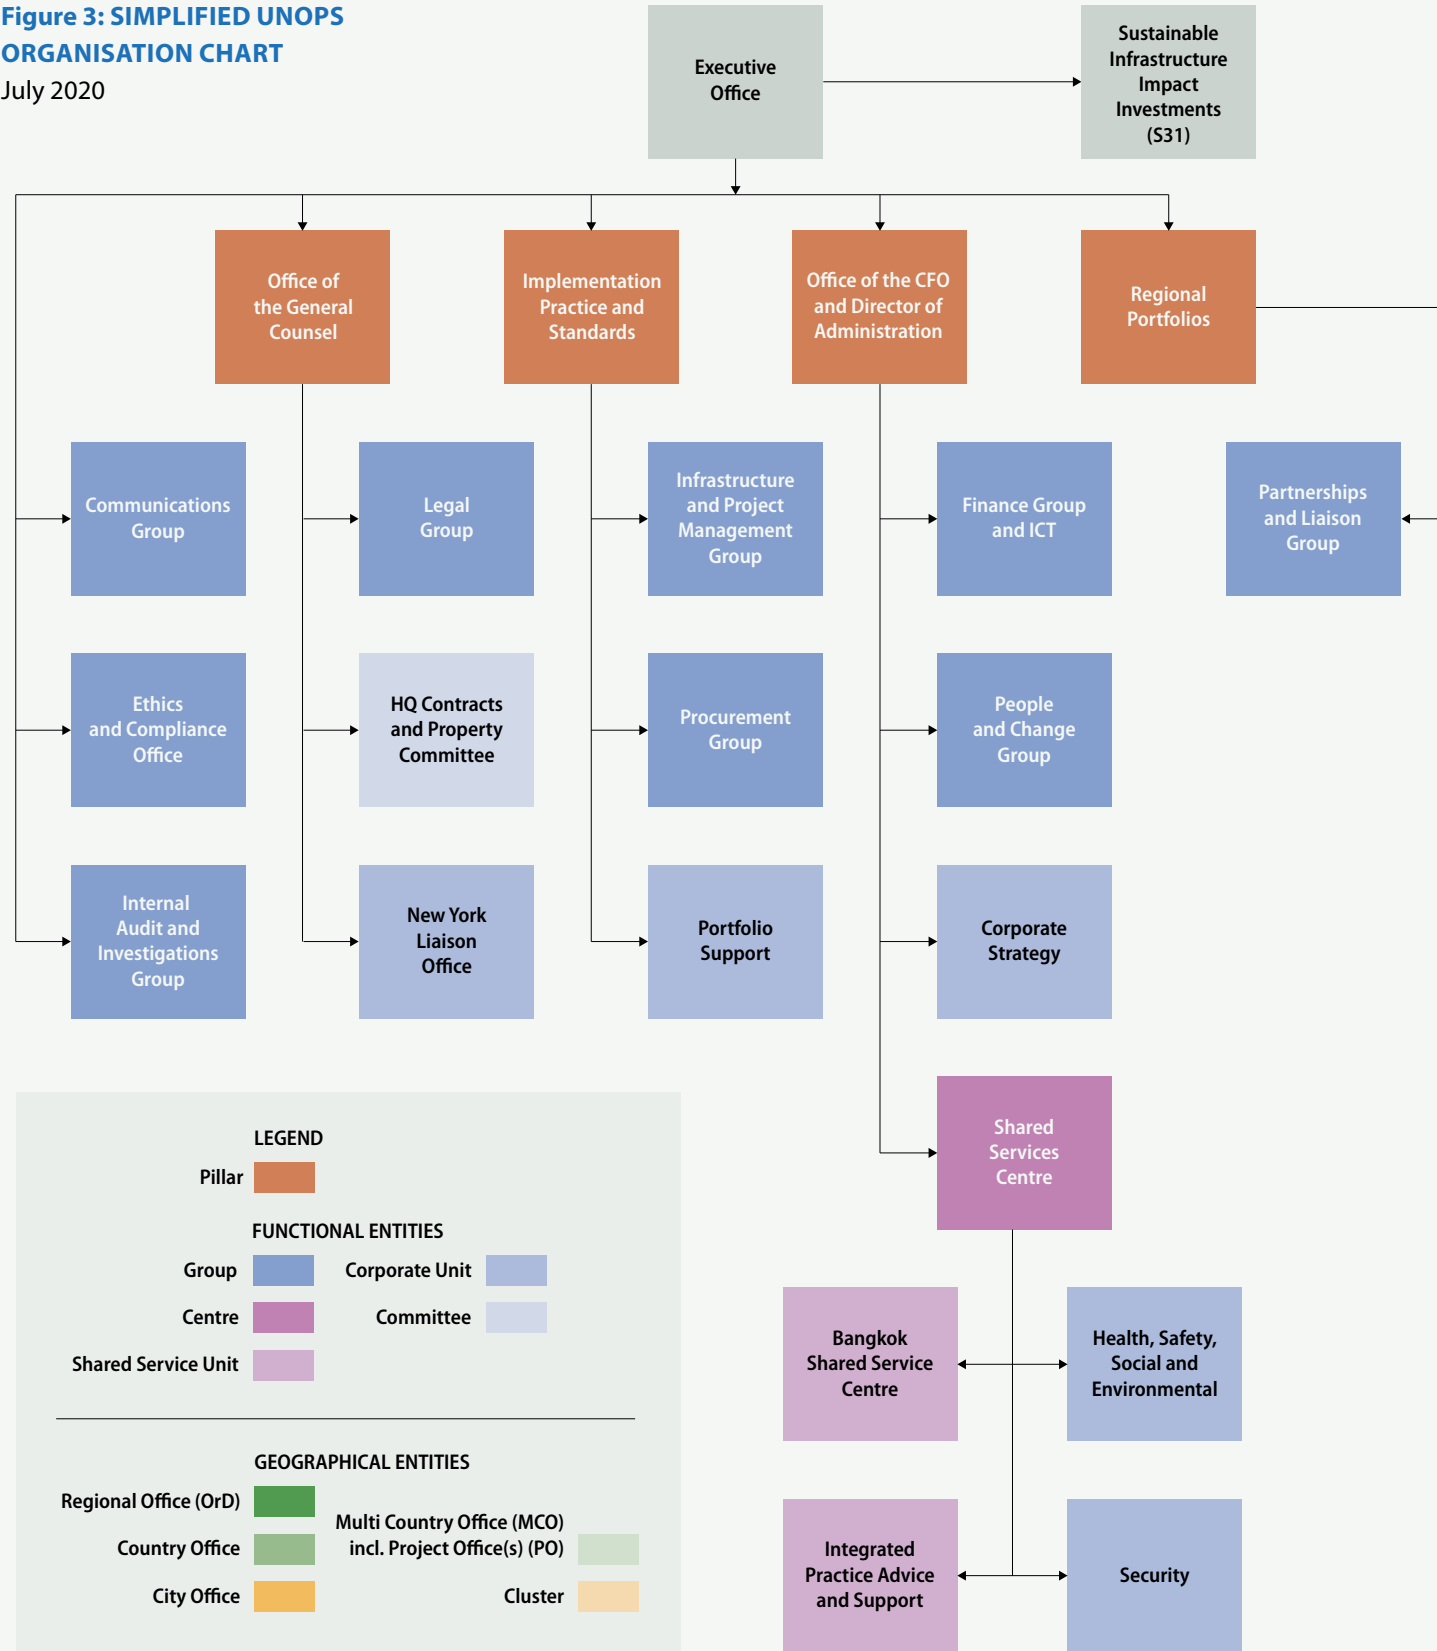 Figure 3: SIMPLIFIED UNOPS
ORGANISATION CHART
July 2020
Executive
Office
Sustainable
Infrastructure
Impact
Investments
(S31)
Office of
the General
Counsel
Implementation
Practice and
Standards
Office of the CFO
and Director of
Administration
Regional
Portfolios
Communications
Group
Legal
Group
Infrastructure
and Project
Management
Group
Finance Group
and ICT
Partnerships
and Liaison
Group
Ethics
and Compliance
Office
HQ Contracts
and Property
Committee
Procurement
Group
People
and Change
Group
Internal
Audit and
Investigations
Group
New York
Liaison
Office
Portfolio
Support
Corporate
Strategy
Shared
Services
Centre
Bangkok
Shared Service
Centre
Health, Safety,
Social and
Environmental
Integrated
Practice Advice
and Support
Security
LEGEND
Pillar
FUNCTIONAL ENTITIES
Group
Corporate Unit
Centre
Committee
Shared Service Unit
GEOGRAPHICAL ENTITIES
Regional Office (OrD)
Multi Country Office (MCO)
incl. Project Office(s) (PO)
Country Office
City Office
Cluster